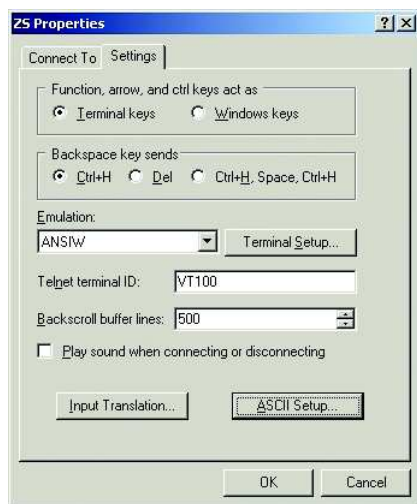 ZS Properties
Connect To Settings
Function, arrow, and ctrl keys act as
Terminal keys Windows keys
Backspace key sends
Ctrl+H Del Ctrl+H, Space, Ctrl+H
Emulation:
ANSIW Terminal Setup...
Telnet terminal ID: VT100
Backscroll buffer lines: 500
Play sound when connecting or disconnecting
Input Translation... ASCII Setup...
OK Cancel